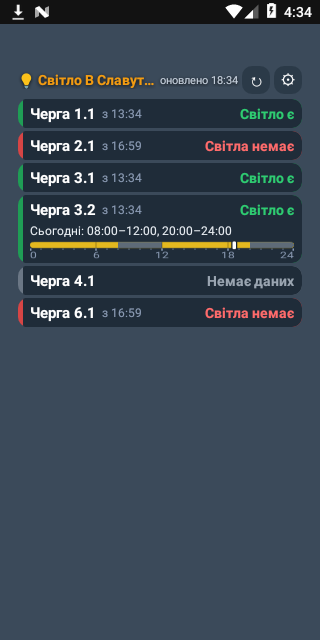 4:34
Світло В Славут... оновлено 18:34
Черга 1.1 з 13:34 Світло є
Черга 2.1 з 16:59 Світла немає
Черга 3.1 з 13:34 Світло є
Черга 3.2 з 13:34 Світло є
Сьогодні: 08:00–12:00, 20:00–24:00
0 6 12 18 24
Черга 4.1 Немає даних
Черга 6.1 з 16:59 Світла немає